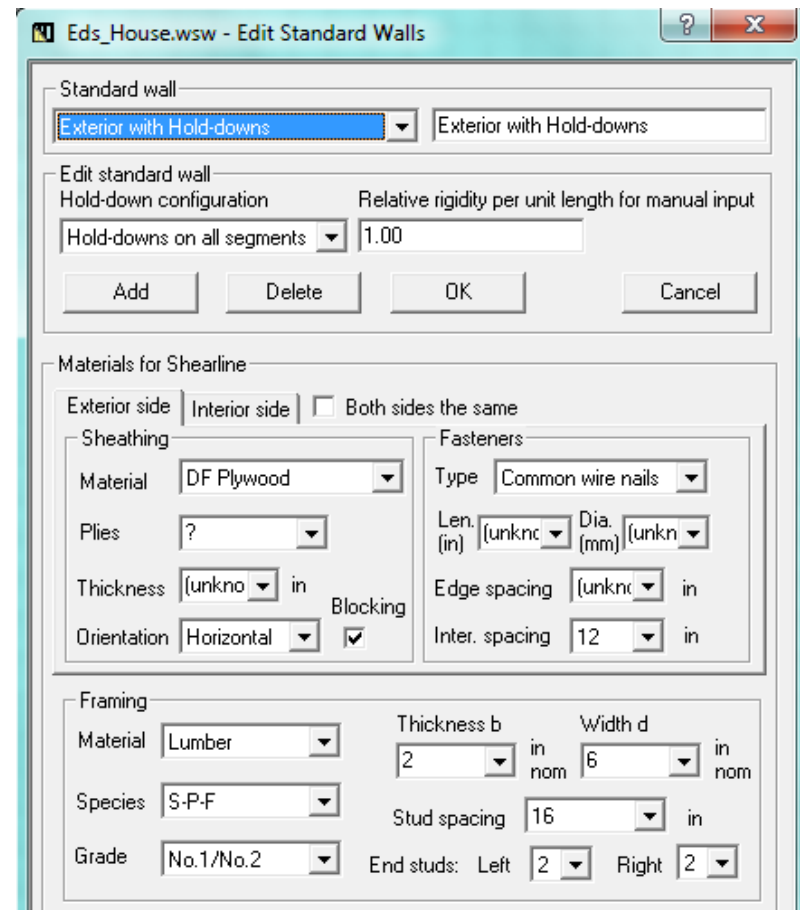 Eds_House.wsw - Edit Standard Walls
Standard wall
Exterior with Hold-downs Exterior with Hold-downs
Edit standard wall
Hold-down configuration Relative rigidity per unit length for manual input
Hold-downs on all segments 1.00
Add Delete OK Cancel
Materials for Shearline
Exterior side Interior side Both sides the same
Sheathing Fasteners
Material DF Plywood Type Common wire nails
Plies ? Len. (in) (unknc Dia. (mm) (unkn
Thickness (unkno in Edge spacing (unkn( in
Blocking
Orientation Horizontal Inter. spacing 12 in
Framing
Thickness b Width d
Material Lumber 2 in nom 6 in nom
Species S-P-F Stud spacing 16 in
Grade No.1/No.2 End studs: Left 2 Right 2